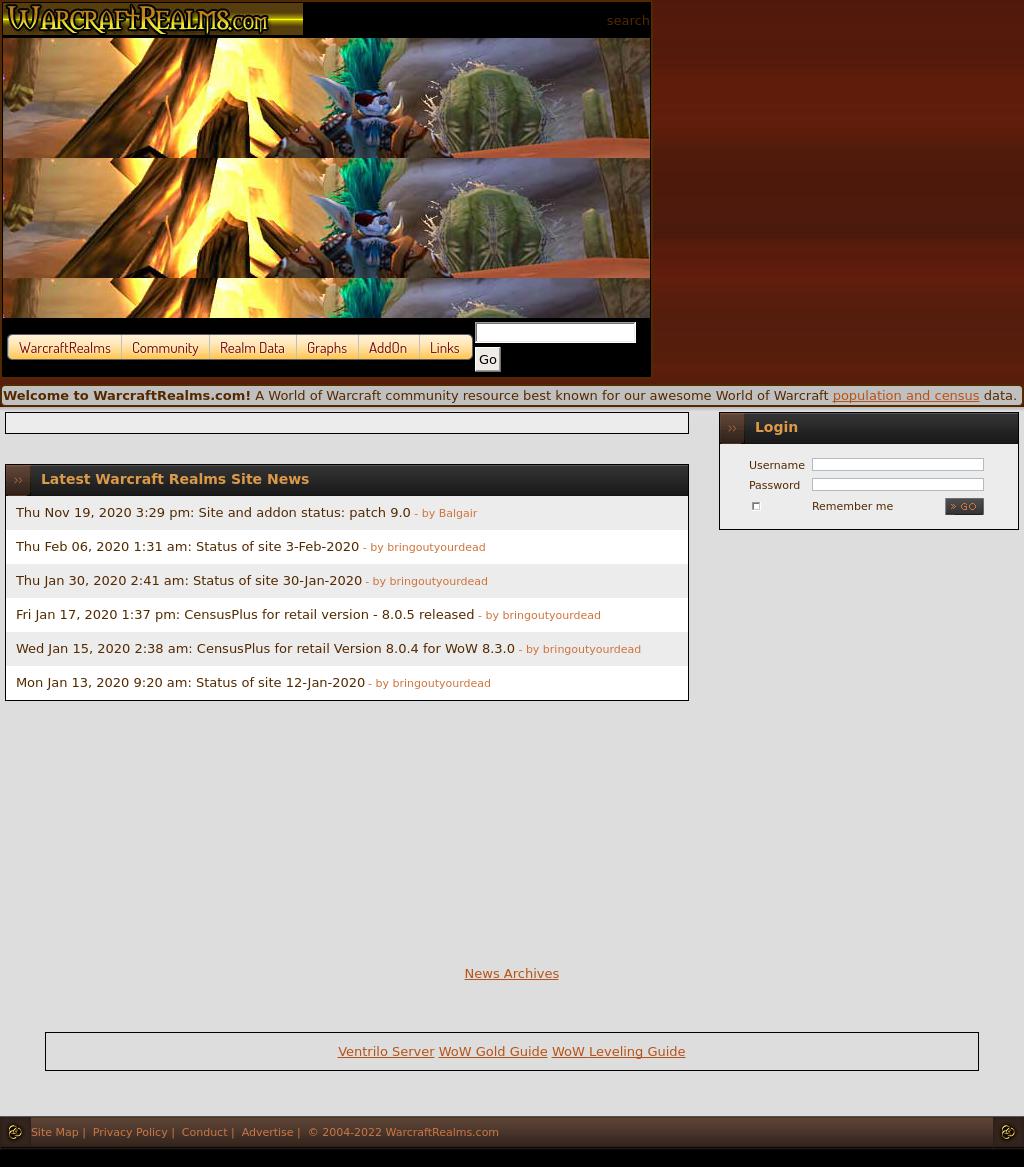 WARCRAFTREALMS.COM
search
WarcraftRealms
Community
Realm Data
Graphs
AddOn
Links
Go
Welcome to WarcraftRealms.com! A World of Warcraft community resource best known for our awesome World of Warcraft population and census data.
Login
Username
Password
Remember me
» GO
Latest Warcraft Realms Site News
Thu Nov 19, 2020 3:29 pm: Site and addon status: patch 9.0 - by Balgair
Thu Feb 06, 2020 1:31 am: Status of site 3-Feb-2020 - by bringoutyourdead
Thu Jan 30, 2020 2:41 am: Status of site 30-Jan-2020 - by bringoutyourdead
Fri Jan 17, 2020 1:37 pm: CensusPlus for retail version - 8.0.5 released - by bringoutyourdead
Wed Jan 15, 2020 2:38 am: CensusPlus for retail Version 8.0.4 for WoW 8.3.0 - by bringoutyourdead
Mon Jan 13, 2020 9:20 am: Status of site 12-Jan-2020 - by bringoutyourdead
News Archives
Ventrilo Server WoW Gold Guide WoW Leveling Guide
Site Map | Privacy Policy | Conduct | Advertise | © 2004-2022 WarcraftRealms.com